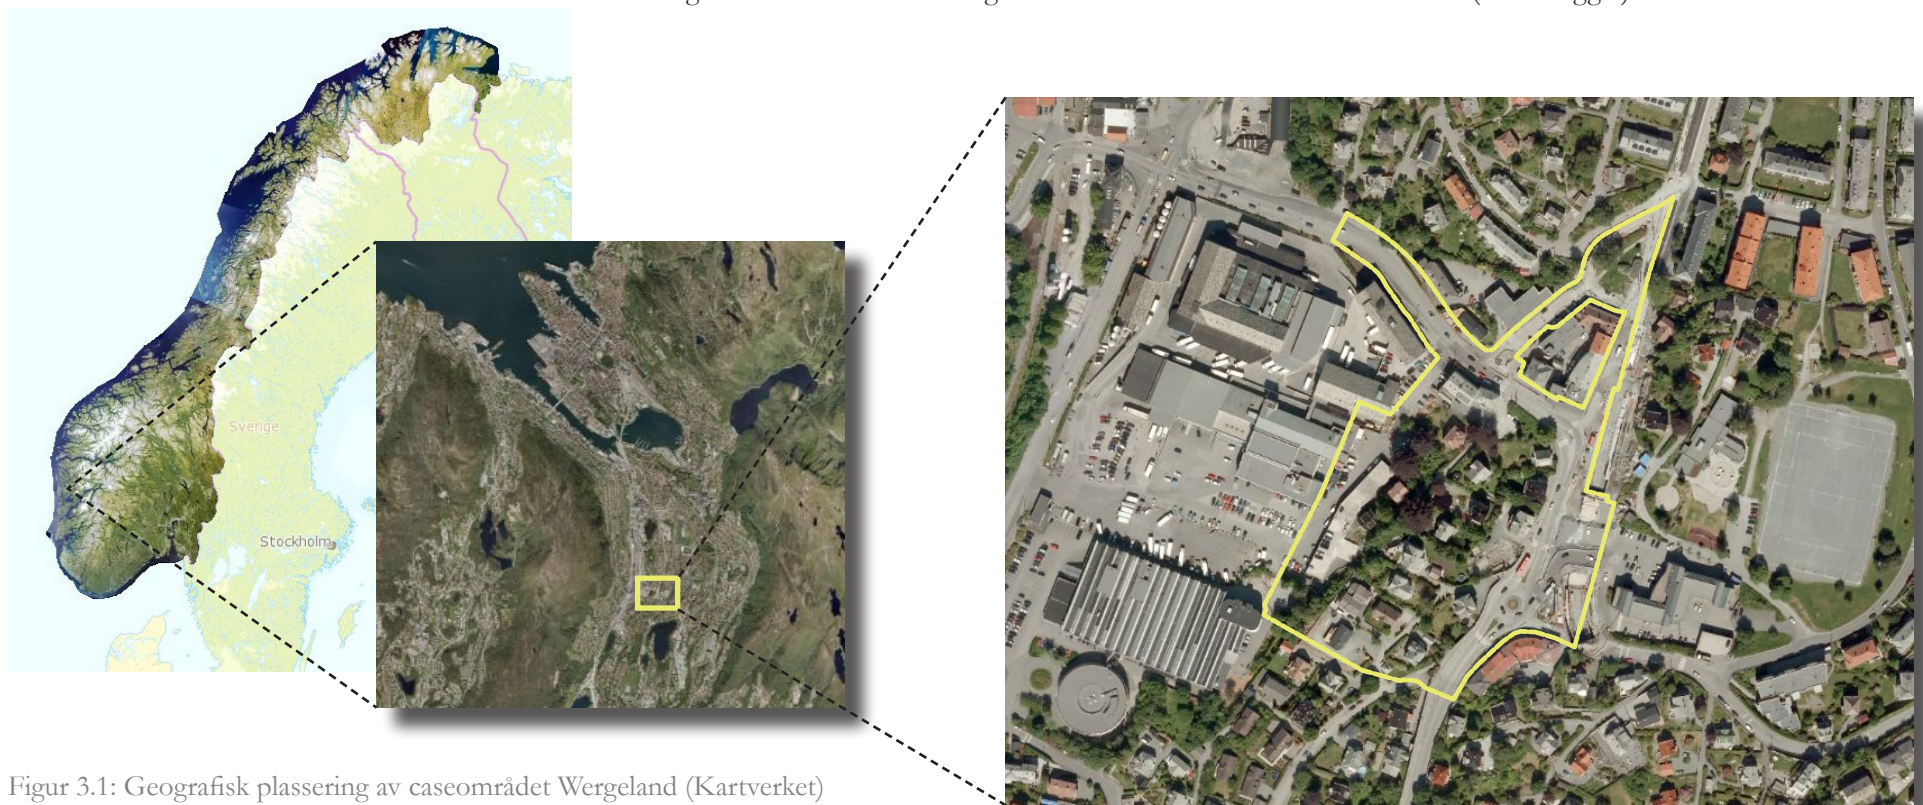 Sverige
Stockholm
Figur 3.1: Geografisk plassering av caseområdet Wergeland (Kartverket)